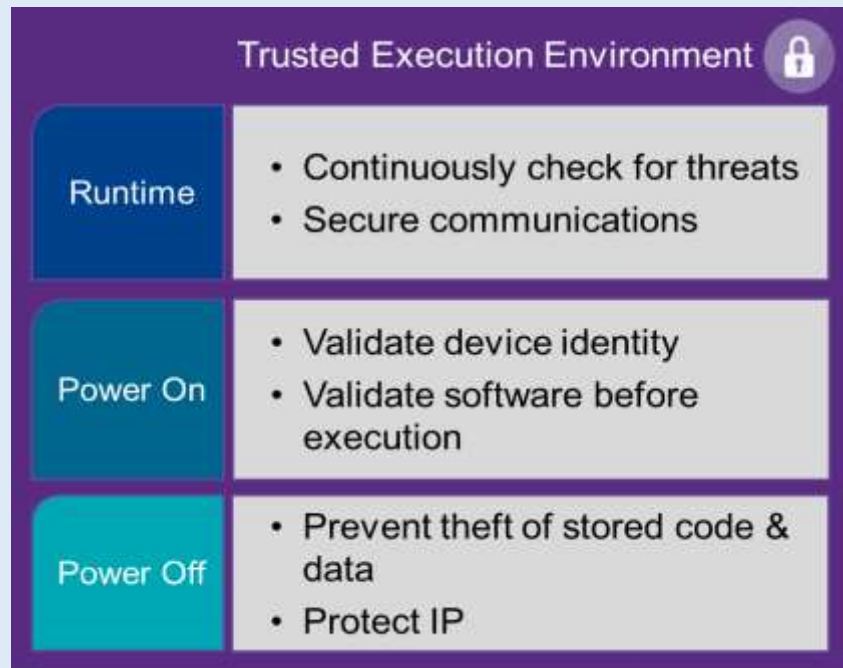 Trusted Execution Environment
Runtime
• Continuously check for threats
• Secure communications
Power On
• Validate device identity
• Validate software before
execution
Power Off
• Prevent theft of stored code &
data
• Protect IP